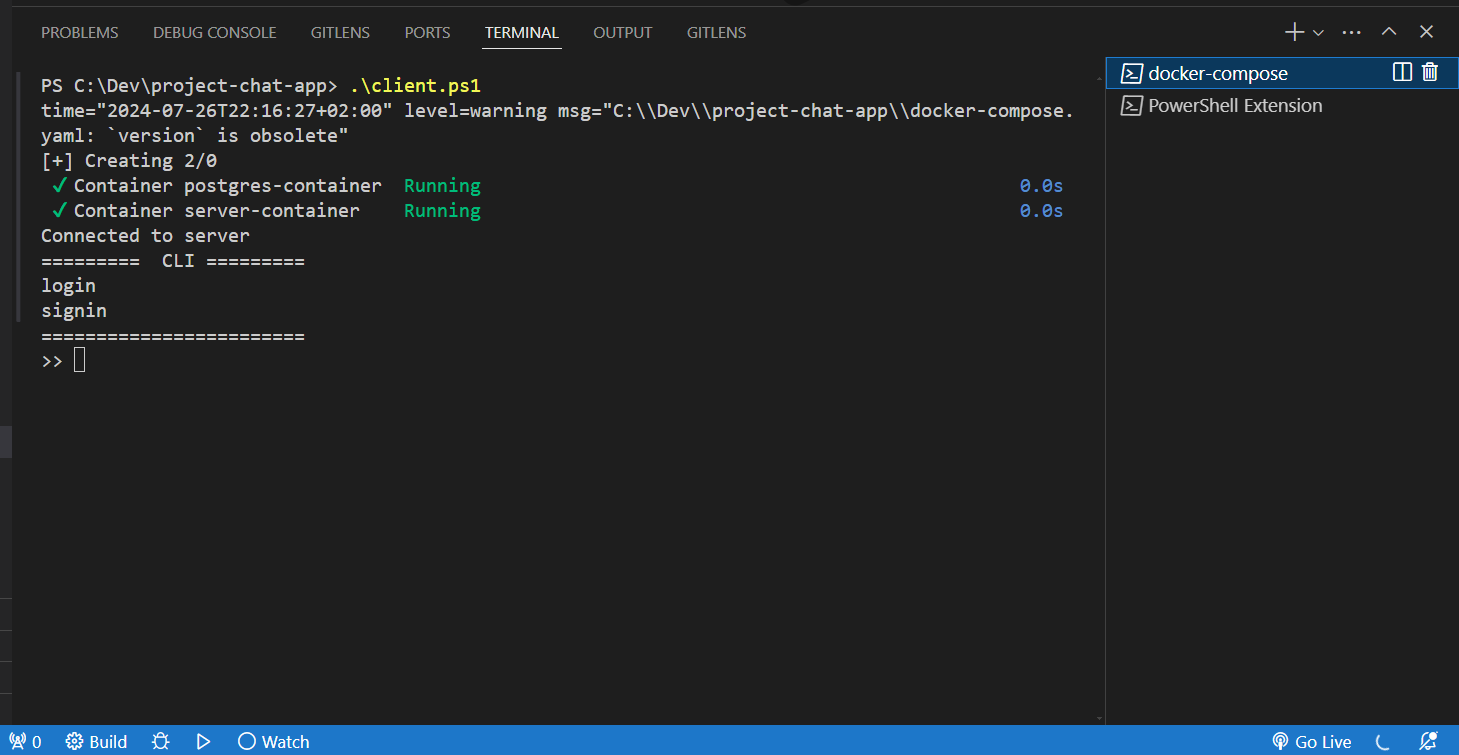 PROBLEMS DEBUG CONSOLE GITLENS PORTS TERMINAL OUTPUT GITLENS
PS C:\Dev\project-chat-app> .\client.ps1
time="2024-07-26T22:16:27+02:00" level=warning msg="C:\\Dev\\project-chat-app\\docker-compose.
yaml: `version` is obsolete"
[+] Creating 2/0
✓ Container postgres-container Running 0.0s
✓ Container server-container Running 0.0s
Connected to server
========= CLI =========
login
signin
========================
>>
docker-compose
PowerShell Extension
0 Build Watch Go Live